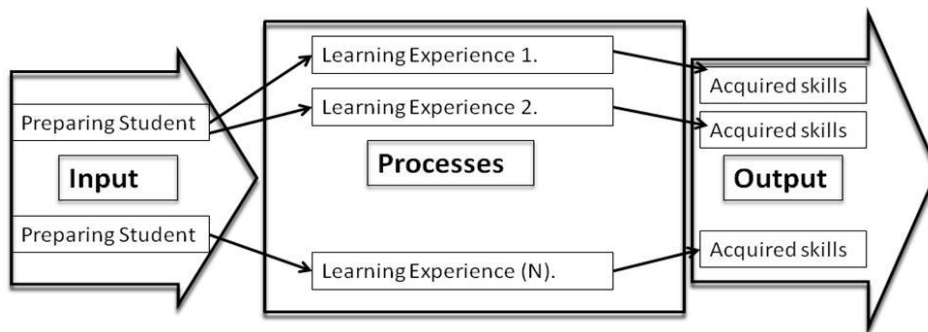 Preparing Student
Input
Preparing Student
Learning Experience 1.
Learning Experience 2.
Processes
Learning Experience (N).
Acquired skills
Acquired skills
Output
Acquired skills